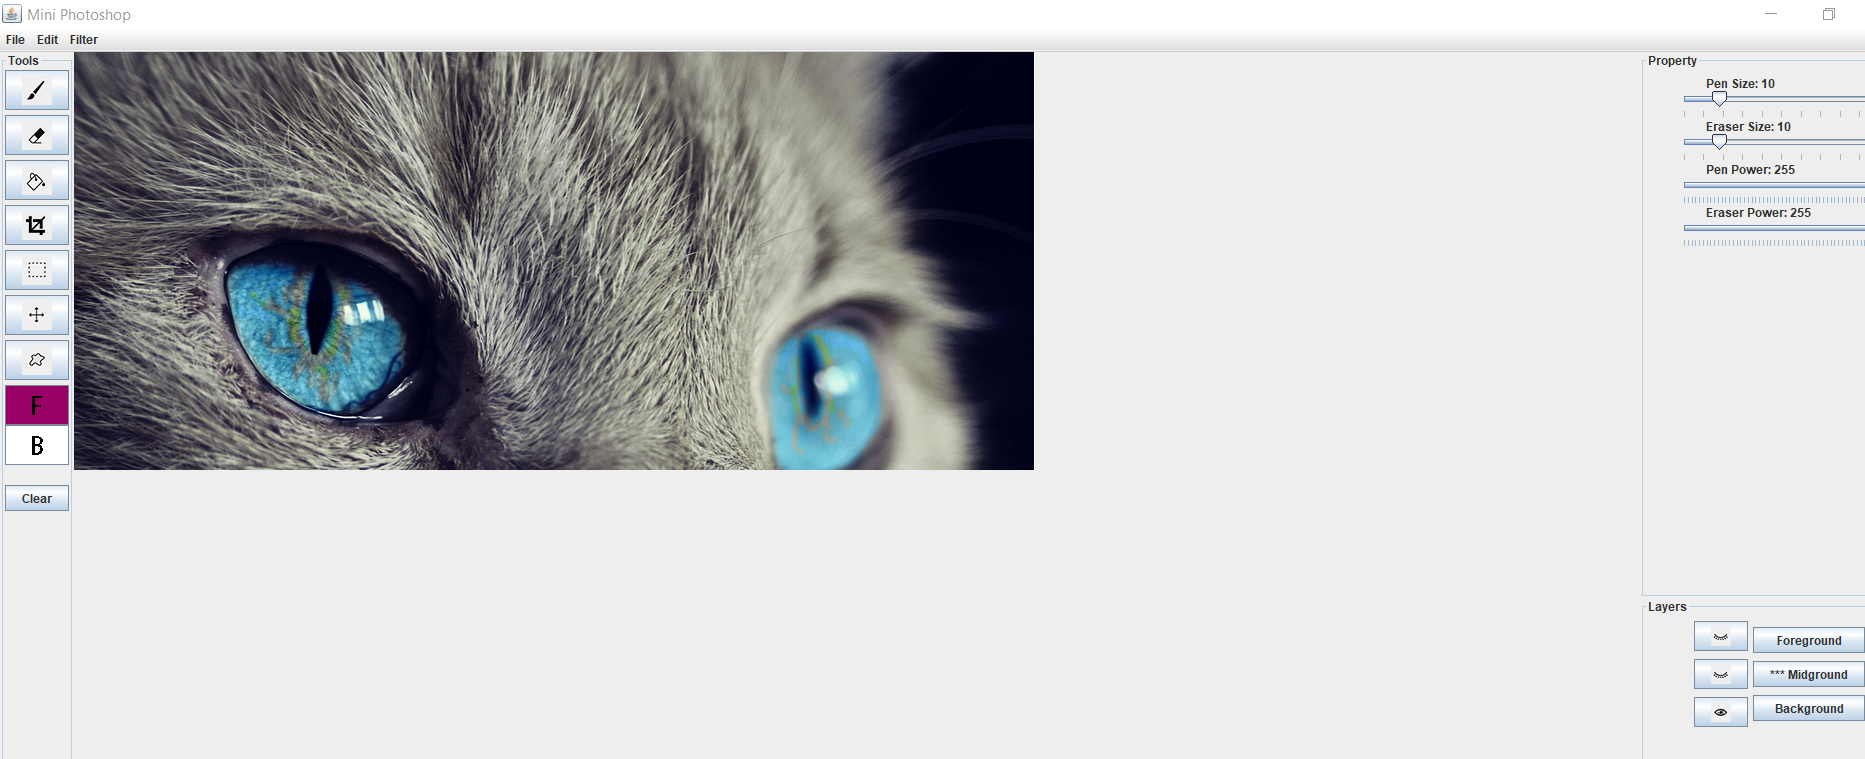 Mini Photoshop
File Edit Filter
Tools
F
B
Clear
Property
Pen Size: 10
Eraser Size: 10
Pen Power: 255
Eraser Power: 255
Layers
Foreground
*** Midground
Background